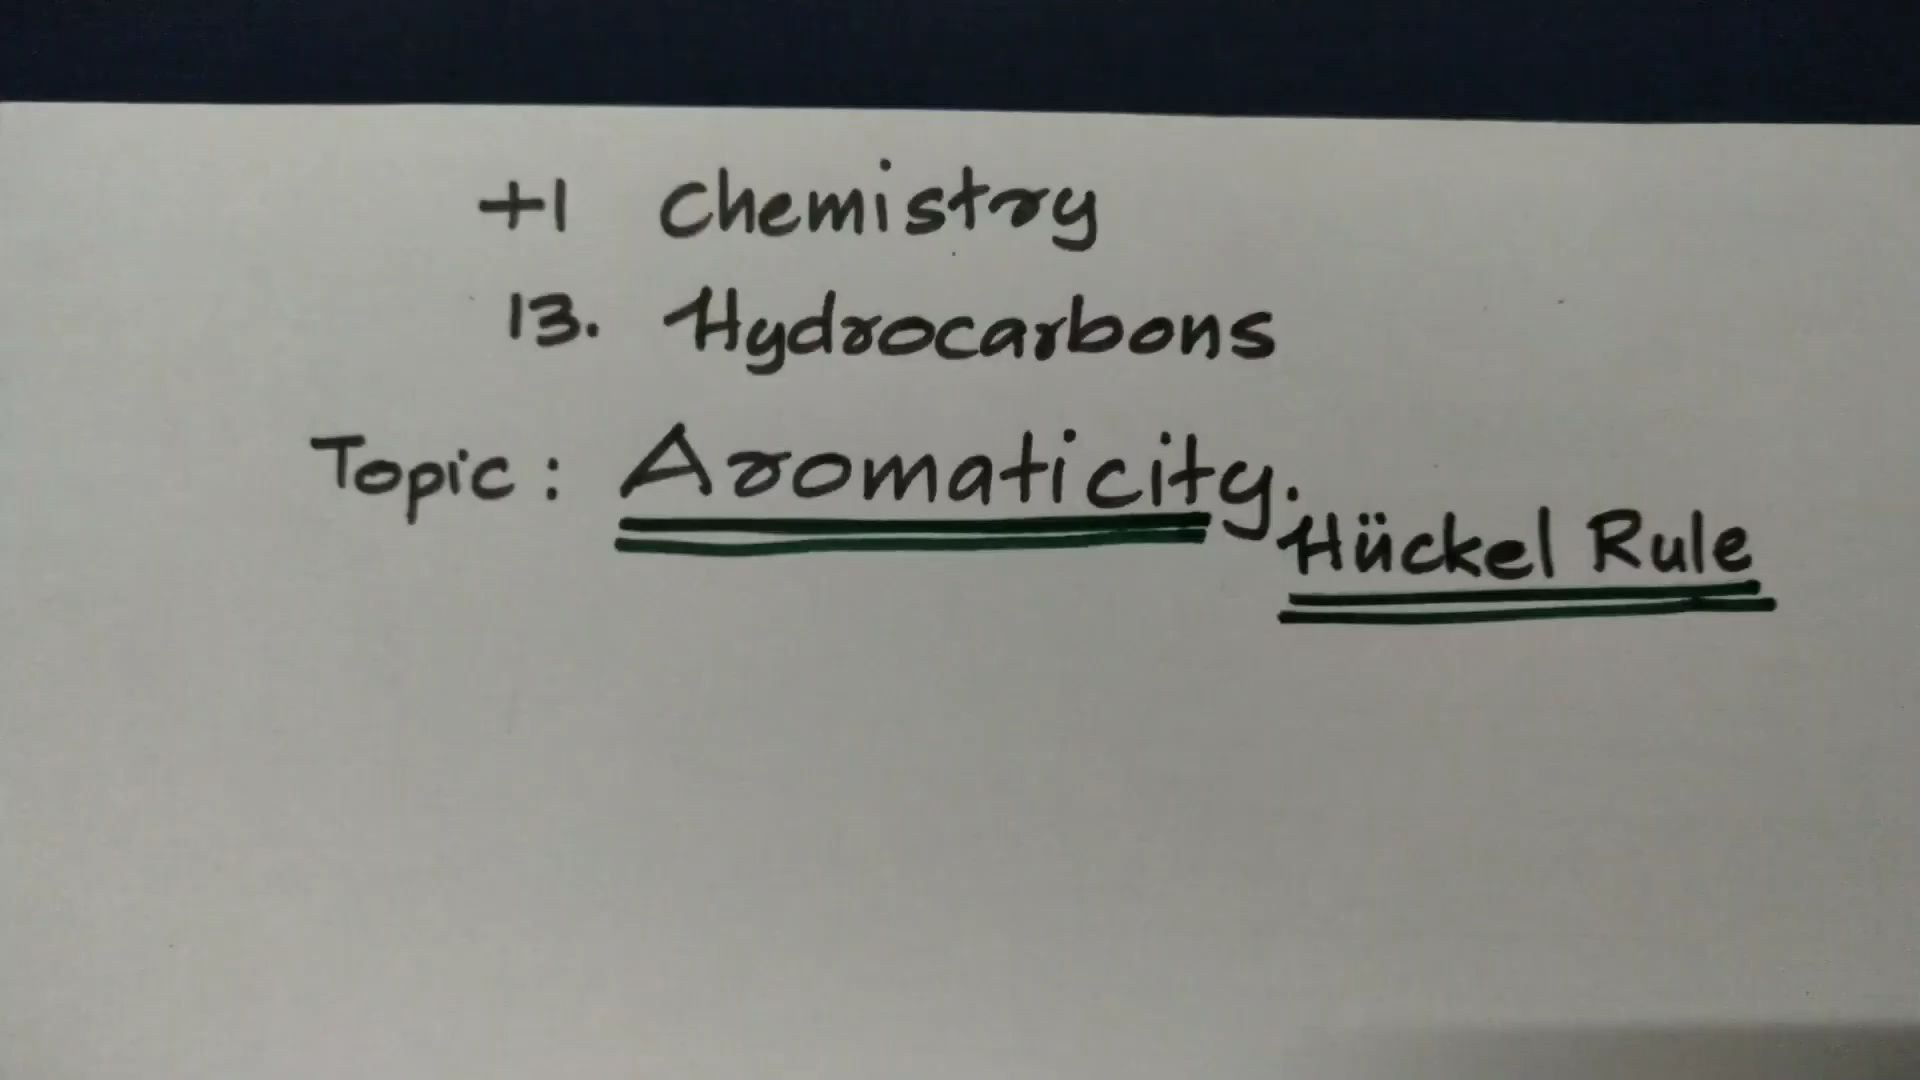 +1 Chemistry
13. Hydrocarbons
Topic : Aromaticity.
Hückel Rule